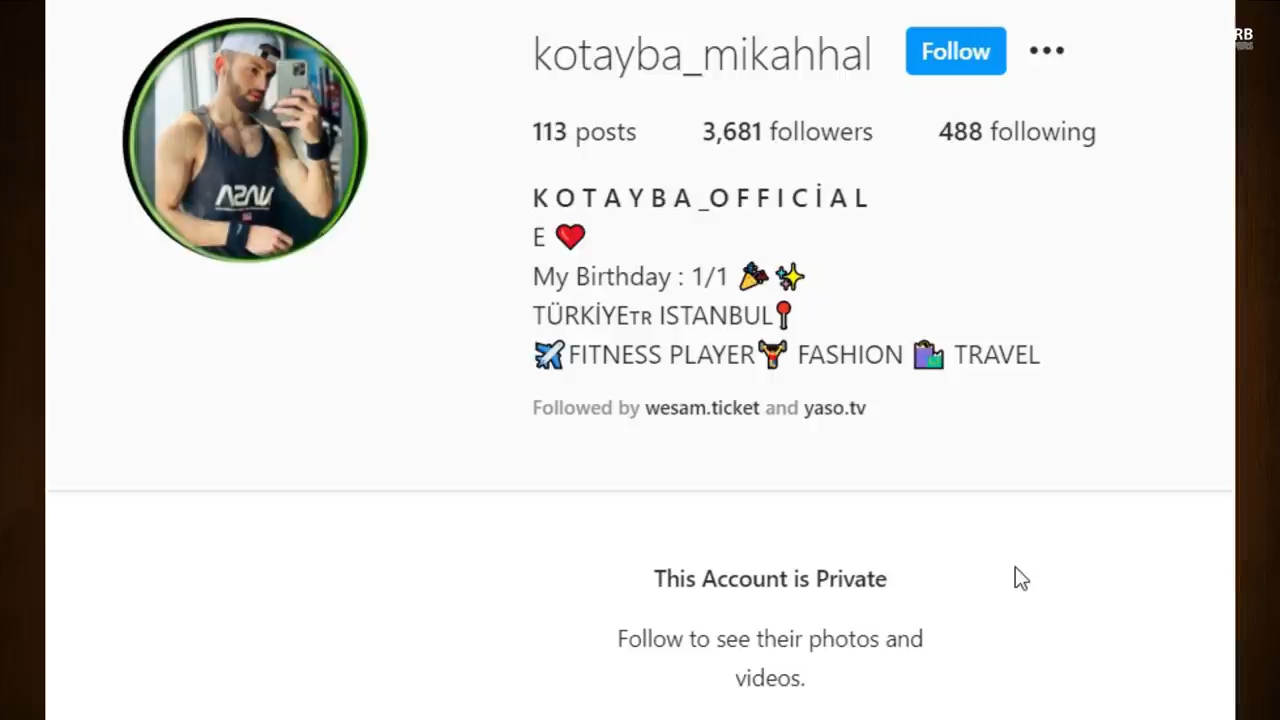 RB
kotayba_mikahhal Follow
113 posts 3,681 followers 488 following
K O T A Y B A _O F F I C İ A L
E ❤️
My Birthday : 1/1 🎉✨
TÜRKİYETR ISTANBUL📍
✈️FITNESS PLAYER🏋️ FASHION 🛍️ TRAVEL
Followed by wesam.ticket and yaso.tv
This Account is Private
Follow to see their photos and
videos.